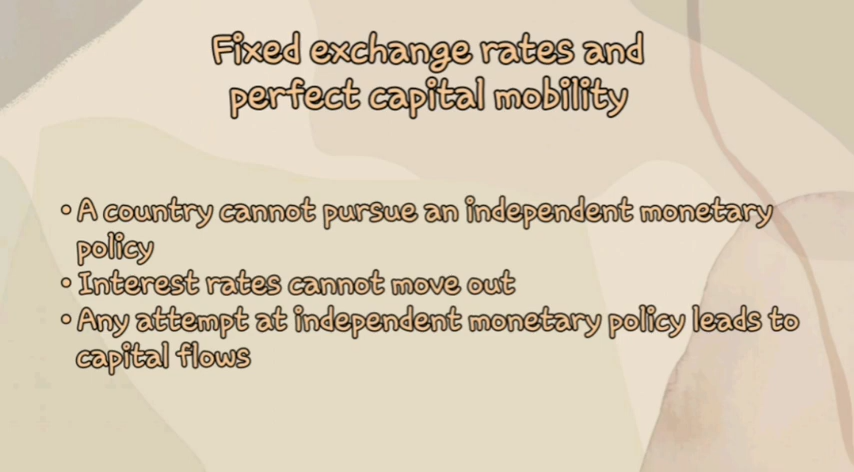 Fixed exchange rates and
perfect capital mobility
• A country cannot pursue an independent monetary
policy
• Interest rates cannot move out
• Any attempt at independent monetary policy leads to
capital flows